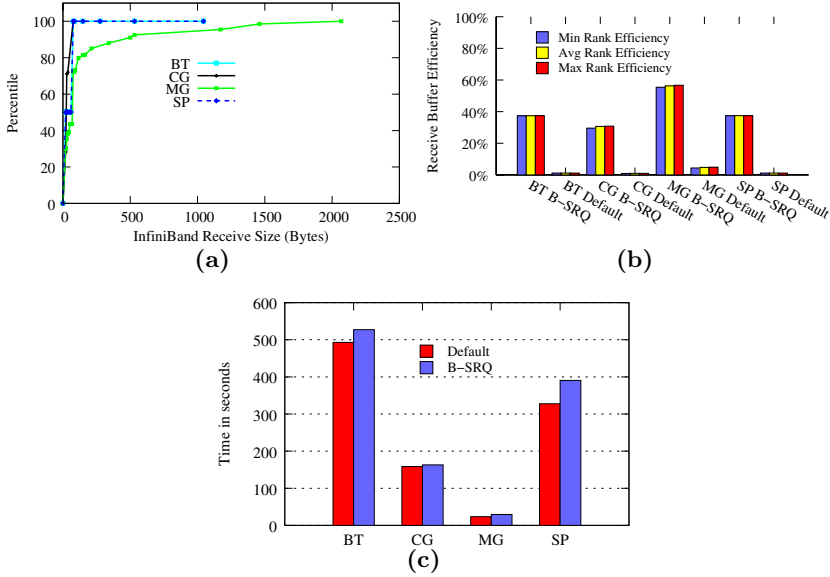 100
80
60
40
20
0
Percentile
BT
CG
MG
SP
0 500 1000 1500 2000 2500
InfiniBand Receive Size (Bytes)
(a)
100%
80%
60%
40%
20%
0%
Receive Buffer Efficiency
Min Rank Efficiency
Avg Rank Efficiency
Max Rank Efficiency
BT B−SRQ
BT Default
CG B−SRQ
CG Default
MG B−SRQ
MG Default
SP B−SRQ
SP Default
(b)
600
500
400
300
200
100
0
Time in seconds
Default
B−SRQ
BT CG MG SP
(c)